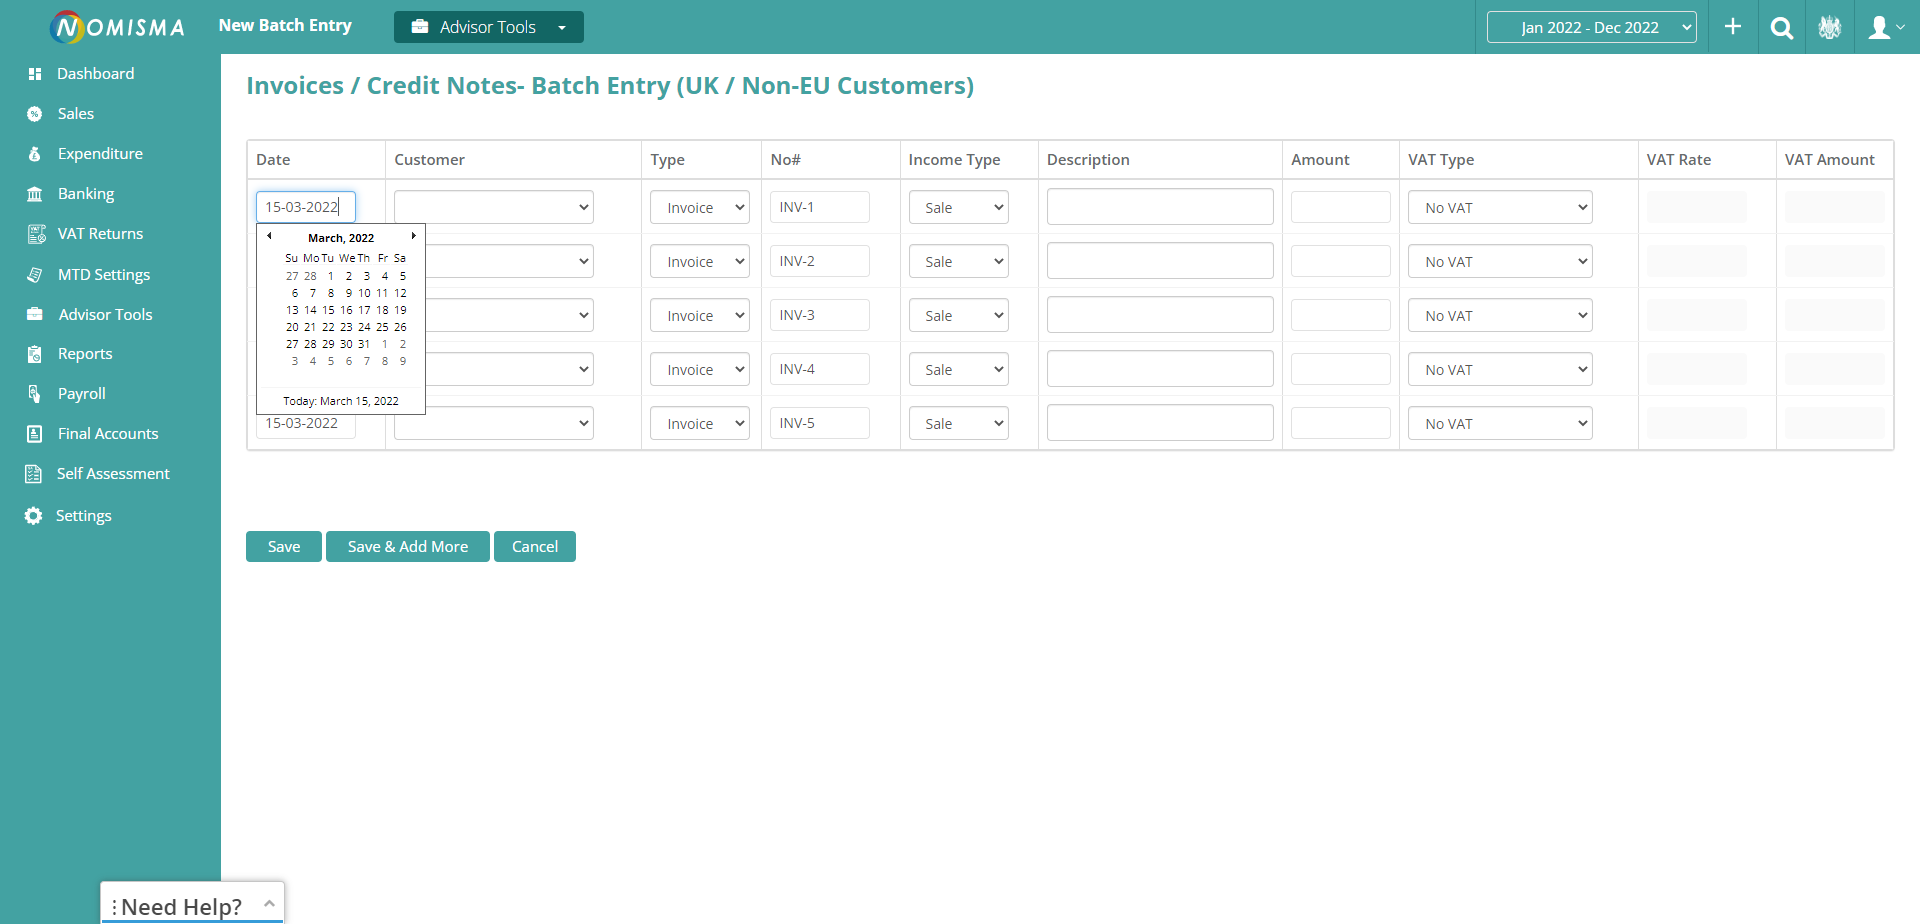 NOMISMA New Batch Entry Advisor Tools Jan 2022 - Dec 2022
Dashboard
Sales
Expenditure
Banking
VAT Returns
MTD Settings
Advisor Tools
Reports
Payroll
Final Accounts
Self Assessment
Settings
Invoices / Credit Notes- Batch Entry (UK / Non-EU Customers)
Date Customer Type No# Income Type Description Amount VAT Type VAT Rate VAT Amount
15-03-2022 Invoice INV-1 Sale No VAT
Invoice INV-2 Sale No VAT
Invoice INV-3 Sale No VAT
Invoice INV-4 Sale No VAT
15-03-2022 Invoice INV-5 Sale No VAT
March, 2022
Su Mo Tu We Th Fr Sa
27 28 1 2 3 4 5
6 7 8 9 10 11 12
13 14 15 16 17 18 19
20 21 22 23 24 25 26
27 28 29 30 31 1 2
3 4 5 6 7 8 9
Today: March 15, 2022
Save Save & Add More Cancel
Need Help?